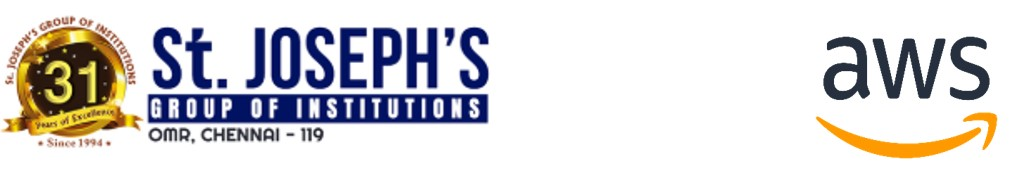 St. JOSEPH'S GROUP OF INSTITUTIONS
31
Years of Excellence
• Since 1994 •
St. JOSEPH'S
GROUP OF INSTITUTIONS
OMR, CHENNAI - 119
aws